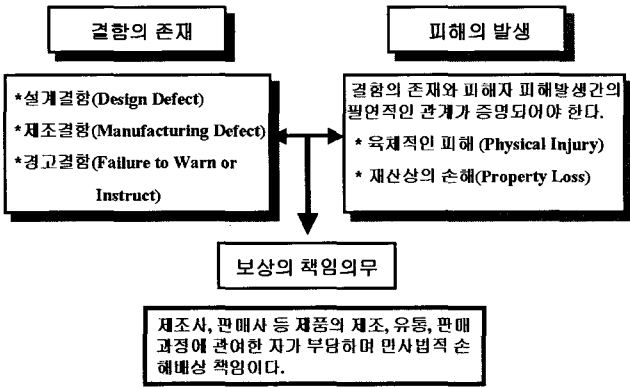 결함의 존재
피해의 발생
*설계결함(Design Defect)
*제조결함(Manufacturing Defect)
*경고결함(Failure to Warn or
Instruct)
결함의 존재와 피해자 피해발생간의
필연적인 관계가 증명되어야 한다.
* 육체적인 피해 (Physical Injury)
* 재산상의 손해(Property Loss)
보상의 책임의무
제조사, 판매사 등 제품의 제조, 유통, 판매
과정에 관여한 자가 부담하며 민사법적 손
해배상 책임이다.